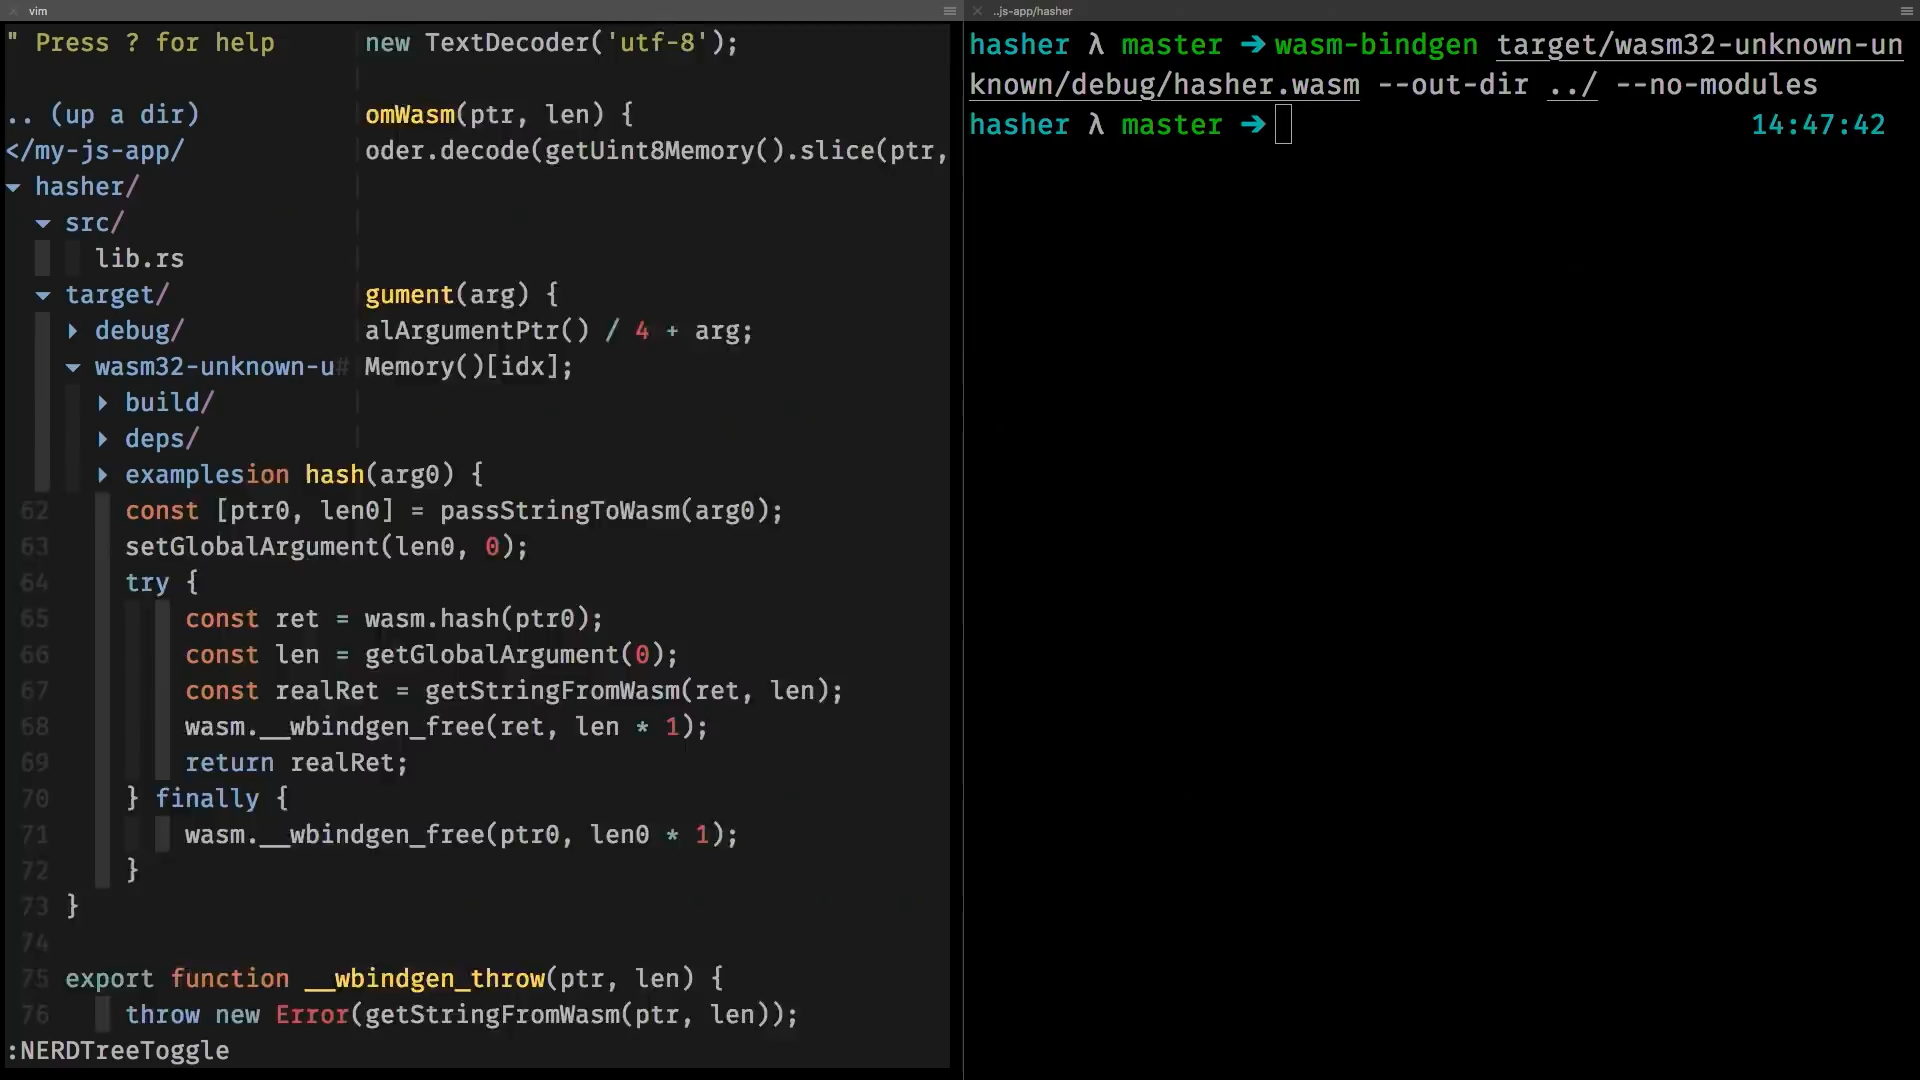 vim
" Press ? for help new TextDecoder('utf-8');
.. (up a dir) omWasm(ptr, len) {
</my-js-app/ oder.decode(getUint8Memory().slice(ptr,
▾ hasher/
▾ src/
lib.rs
▾ target/ gument(arg) {
▸ debug/ alArgumentPtr() / 4 + arg;
▾ wasm32-unknown-u# Memory()[idx];
▸ build/
▸ deps/
▸ examplesion hash(arg0) {
62 const [ptr0, len0] = passStringToWasm(arg0);
63 setGlobalArgument(len0, 0);
64 try {
65 const ret = wasm.hash(ptr0);
66 const len = getGlobalArgument(0);
67 const realRet = getStringFromWasm(ret, len);
68 wasm.__wbindgen_free(ret, len * 1);
69 return realRet;
70 } finally {
71 wasm.__wbindgen_free(ptr0, len0 * 1);
72 }
73 }
74
75 export function __wbindgen_throw(ptr, len) {
76 throw new Error(getStringFromWasm(ptr, len));
:NERDTreeToggle
..js-app/hasher
hasher λ master ➔ wasm-bindgen target/wasm32-unknown-un
known/debug/hasher.wasm --out-dir ../ --no-modules
hasher λ master ➔ 14:47:42